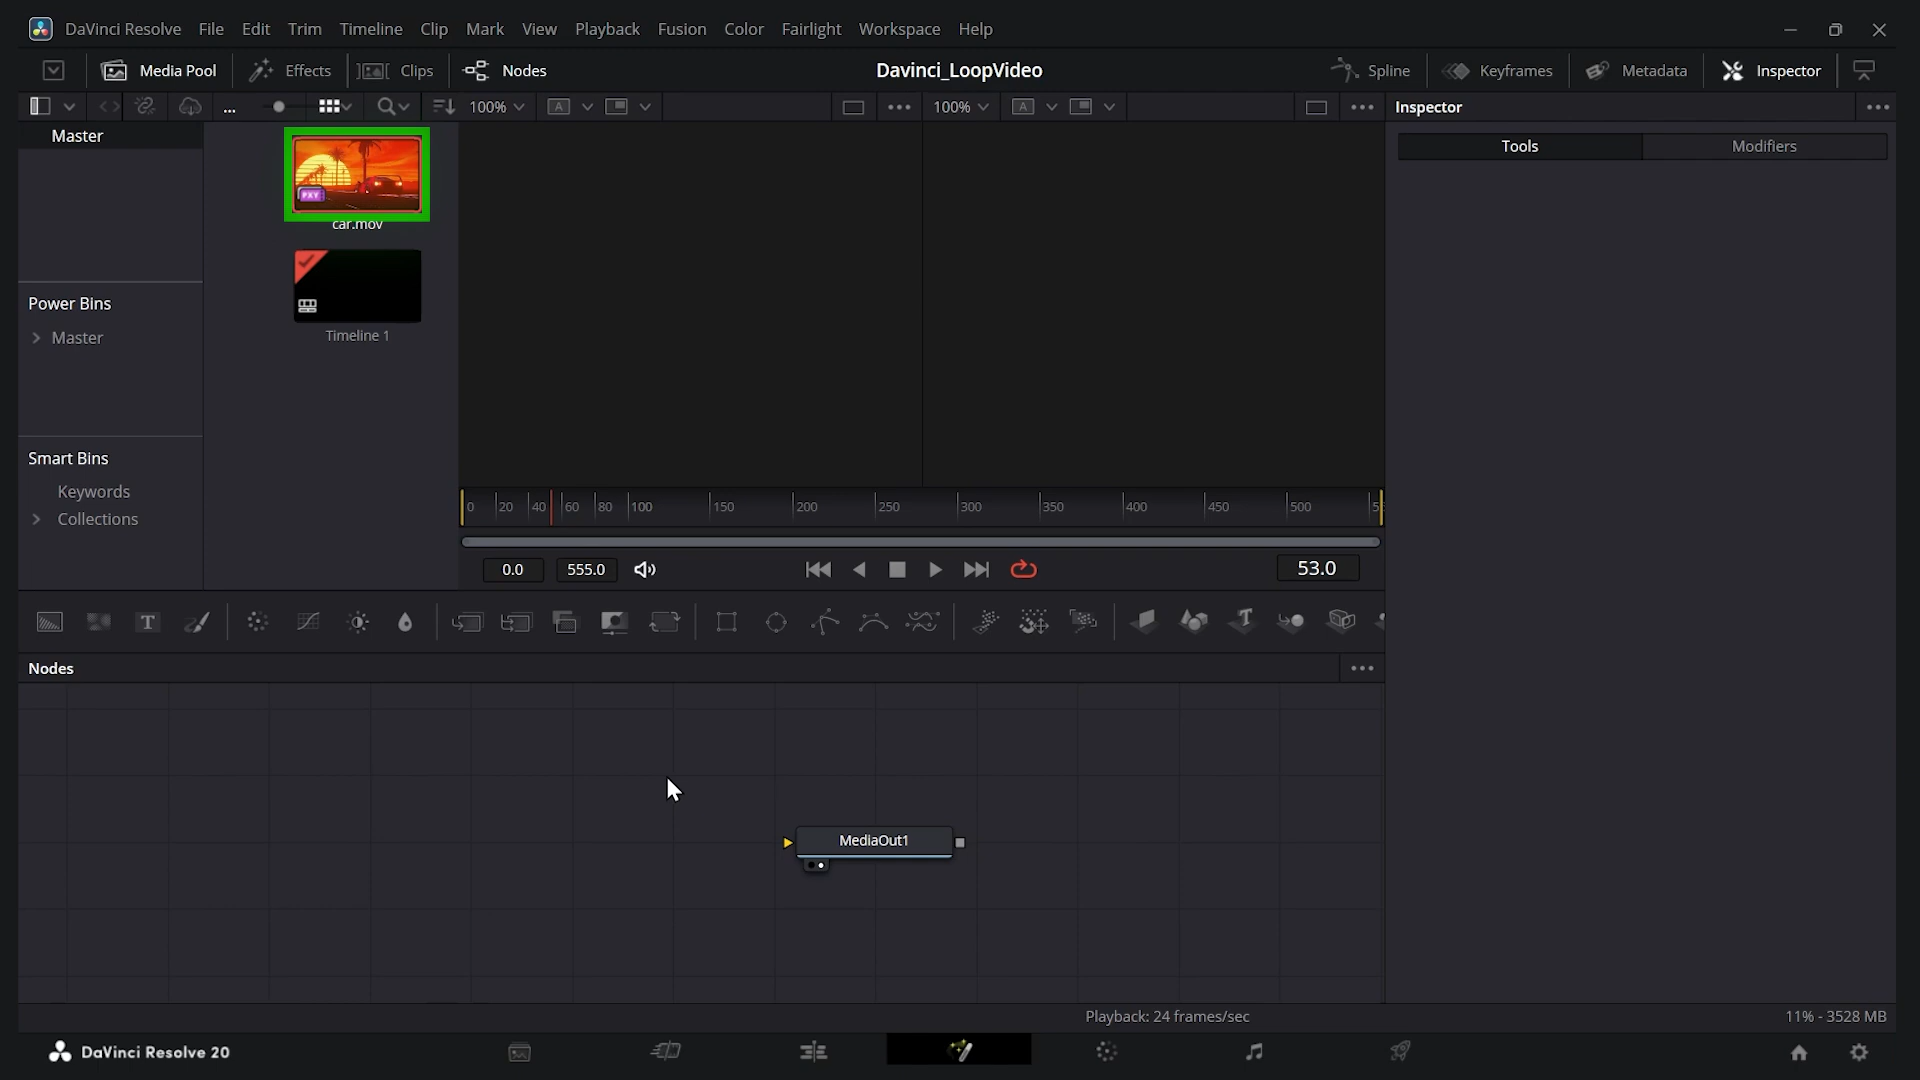 DaVinci Resolve File Edit Trim Timeline Clip Mark View Playback Fusion Color Fairlight Workspace Help
Media Pool Effects Clips Nodes Davinci_LoopVideo Spline Keyframes Metadata Inspector
... 100% A 100% A Inspector
Master
Tools Modifiers
PXY
car.mov
Timeline 1
Power Bins
Master
Smart Bins
Keywords
Collections
0 20 40 60 80 100 150 200 250 300 350 400 450 500
0.0 555.0 53.0
T T
Nodes
MediaOut1
Playback: 24 frames/sec 11% - 3528 MB
DaVinci Resolve 20